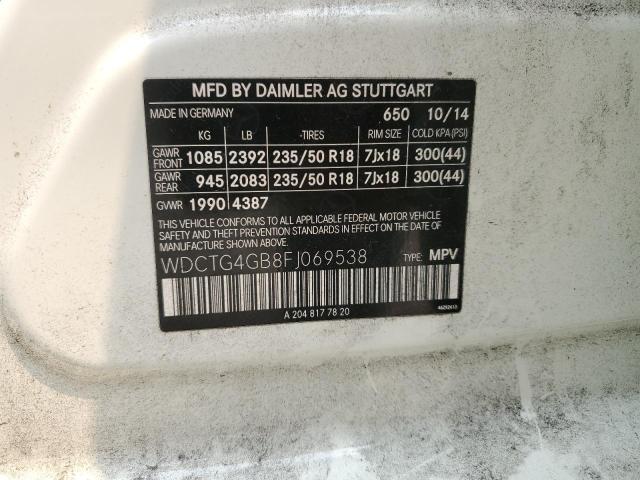 MFD BY DAIMLER AG STUTTGART
MADE IN GERMANY 650 10/14
KG LB -TIRES RIM SIZE COLD KPA (PSI)
GAWR FRONT 1085 2392 235/50 R18 7Jx18 300(44)
GAWR REAR 945 2083 235/50 R18 7Jx18 300(44)
GVWR 1990 4387
THIS VEHICLE CONFORMS TO ALL APPLICABLE FEDERAL MOTOR VEHICLE
SAFETY STANDARDS AND THEFT PREVENTION STANDARDS IN EFFECT ON THE DATE OF
MANUFACTURE SHOWN ABOVE.
WDCTG4GB8FJ069538 TYPE: MPV
A 204 817 78 20